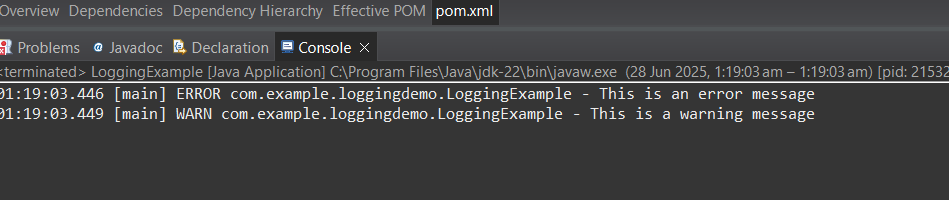 Overview Dependencies Dependency Hierarchy Effective POM pom.xml
Problems @ Javadoc Declaration Console
<terminated> LoggingExample [Java Application] C:\Program Files\Java\jdk-22\bin\javaw.exe (28 Jun 2025, 1:19:03 am – 1:19:03 am) [pid: 21532
01:19:03.446 [main] ERROR com.example.loggingdemo.LoggingExample - This is an error message
01:19:03.449 [main] WARN com.example.loggingdemo.LoggingExample - This is a warning message